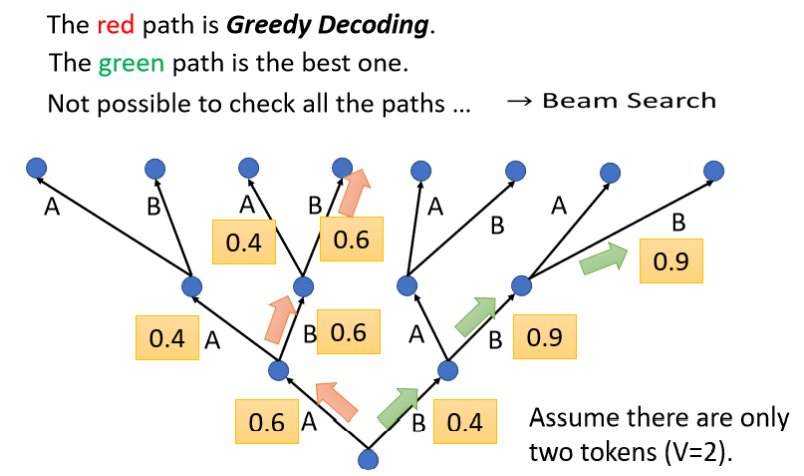 The red path is Greedy Decoding.
The green path is the best one.
Not possible to check all the paths ... → Beam Search
A B A B A B A B
0.4 0.6 0.9
0.4 A B 0.6 A B 0.9
0.6 A B 0.4
Assume there are only
two tokens (V=2).